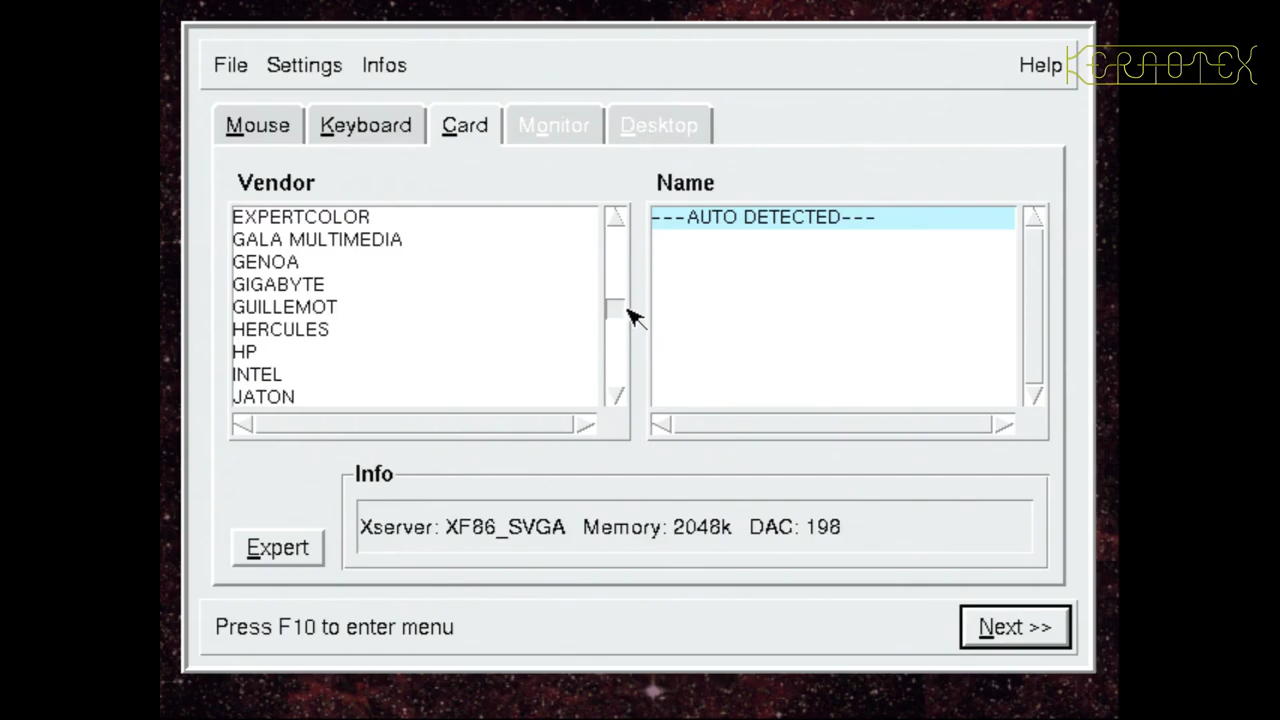 File Settings Infos Help
KERNOTEX
Mouse Keyboard Card Monitor Desktop
Vendor Name
EXPERTCOLOR
GALA MULTIMEDIA
GENOA
GIGABYTE
GUILLEMOT
HERCULES
HP
INTEL
JATON
---AUTO DETECTED---
Info
Xserver: XF86_SVGA Memory: 2048k DAC: 198
Expert
Press F10 to enter menu
Next >>